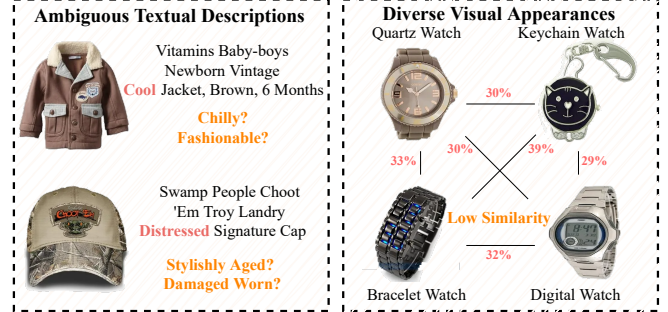 Ambiguous Textual Descriptions
Vitamins Baby-boys
Newborn Vintage
Cool Jacket, Brown, 6 Months
Chilly?
Fashionable?
Swamp People Choot
'Em Troy Landry
Distressed Signature Cap
Stylishly Aged?
Damaged Worn?
Diverse Visual Appearances
Quartz Watch
Keychain Watch
30%
33%
30%
39%
29%
Low Similarity
32%
Bracelet Watch
Digital Watch